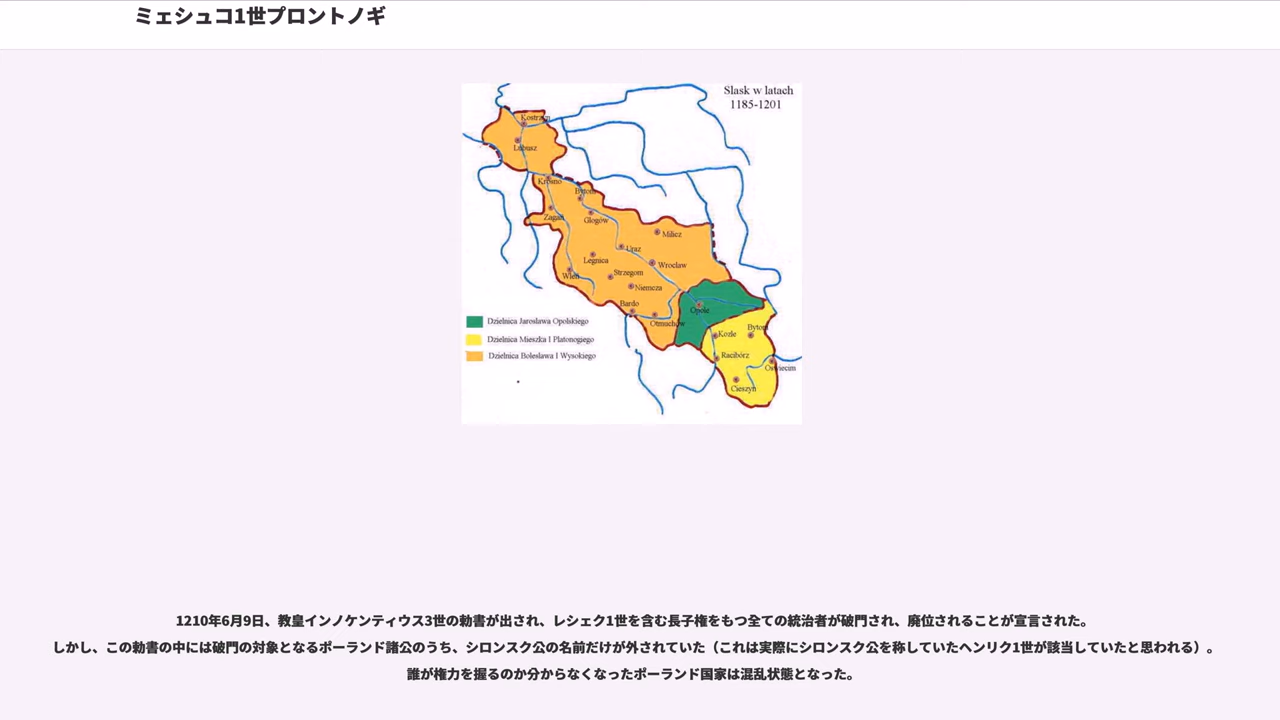 ミェシュコ1世プロントノギ
Slask w latach
1185-1201
Kostrzyn
Lubusz
Krosno
Bytom
Zagan
Glogów
Milicz
Uraz
Legnica
Wroclaw
Wlen
Strzegom
Niemcza
Bardo
Otmuchów
Opole
Kozle
Bytom
Racibórz
Oswiecim
Cieszyn
Dzielnica Jaroslawa Opolskiego
Dzielnica Mieszka I Platonogiego
Dzielnica Boleslawa I Wysokiego
1210年6月9日、教皇インノケンティウス3世の勅書が出され、レシェク1世を含む長子権をもつ全ての統治者が破門され、廃位されることが宣言された。
しかし、この勅書の中には破門の対象となるポーランド諸公のうち、シロンスク公の名前だけが外されていた（これは実際にシロンスク公を称していたヘンリク1世が該当していたと思われる）。
誰が権力を握るのか分からなくなったポーランド国家は混乱状態となった。